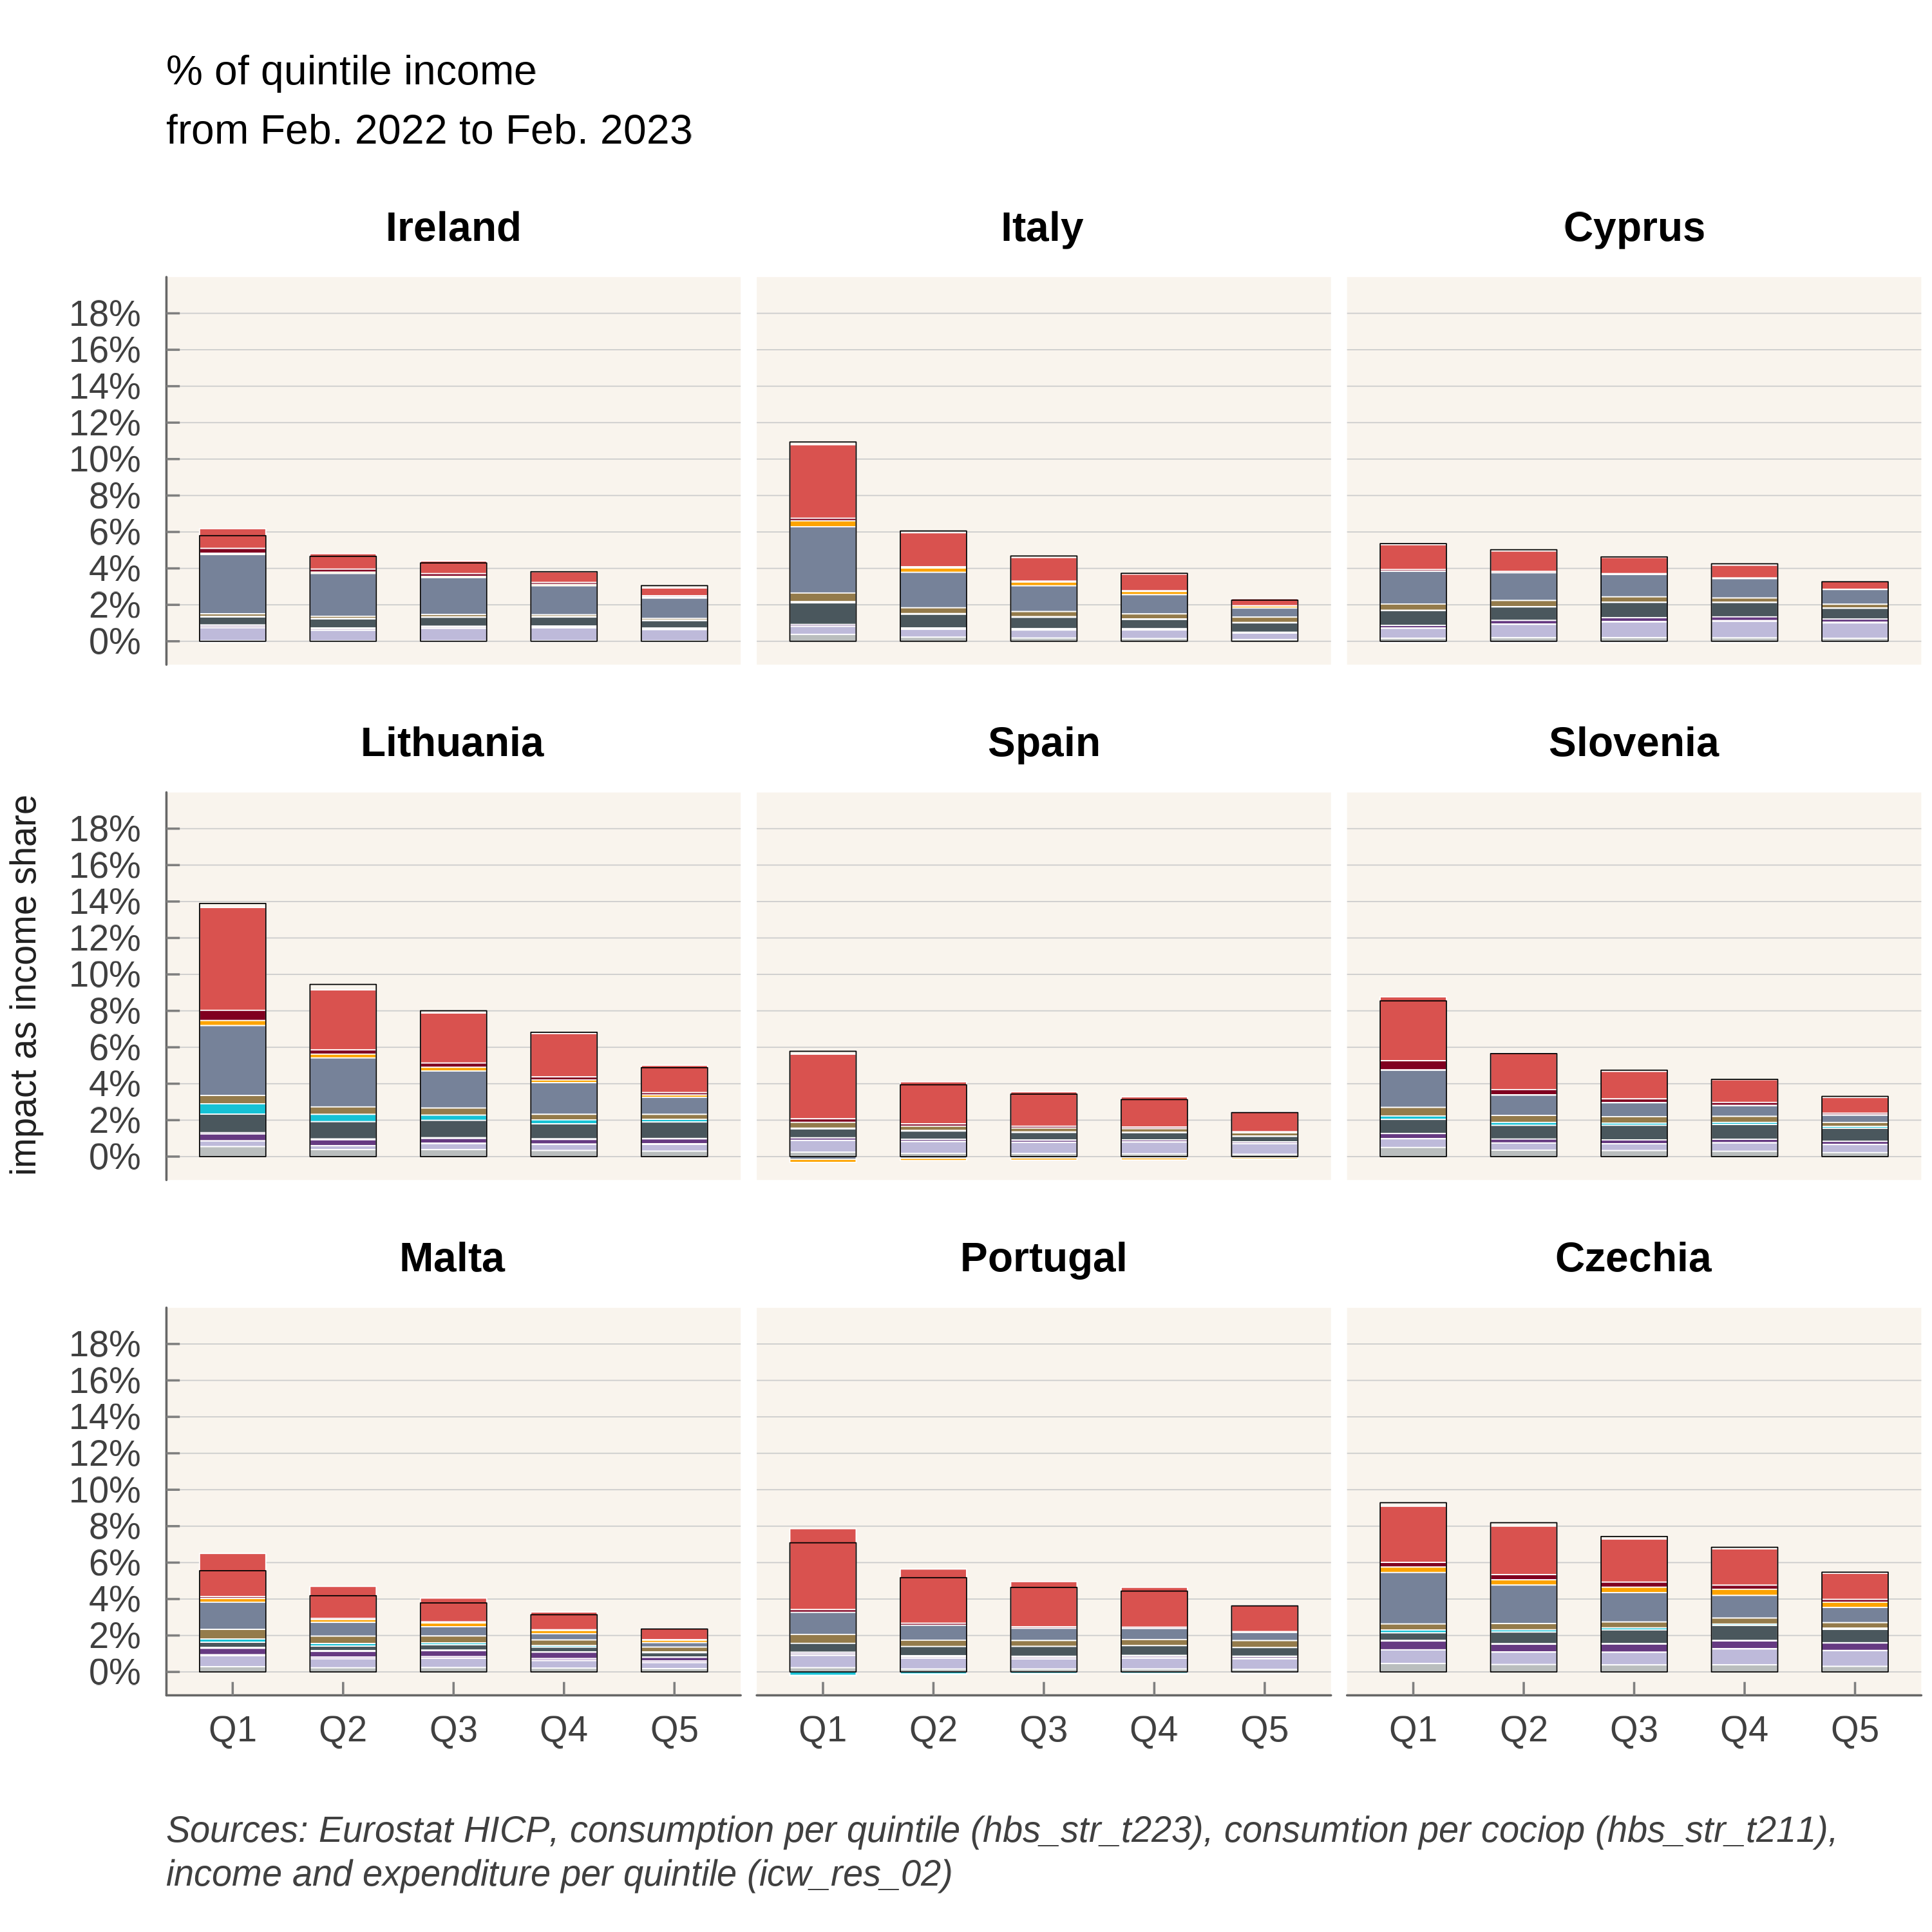 % of quintile income
from Feb. 2022 to Feb. 2023
Ireland
Italy
Cyprus
18%
16%
14%
12%
10%
8%
6%
4%
2%
0%
Lithuania
Spain
Slovenia
impact as income share
18%
16%
14%
12%
10%
8%
6%
4%
2%
0%
Malta
Portugal
Czechia
18%
16%
14%
12%
10%
8%
6%
4%
2%
0%
Q1 Q2 Q3 Q4 Q5
Q1 Q2 Q3 Q4 Q5
Q1 Q2 Q3 Q4 Q5
Sources: Eurostat HICP, consumption per quintile (hbs_str_t223), consumtion per cociop (hbs_str_t211),
income and expenditure per quintile (icw_res_02)